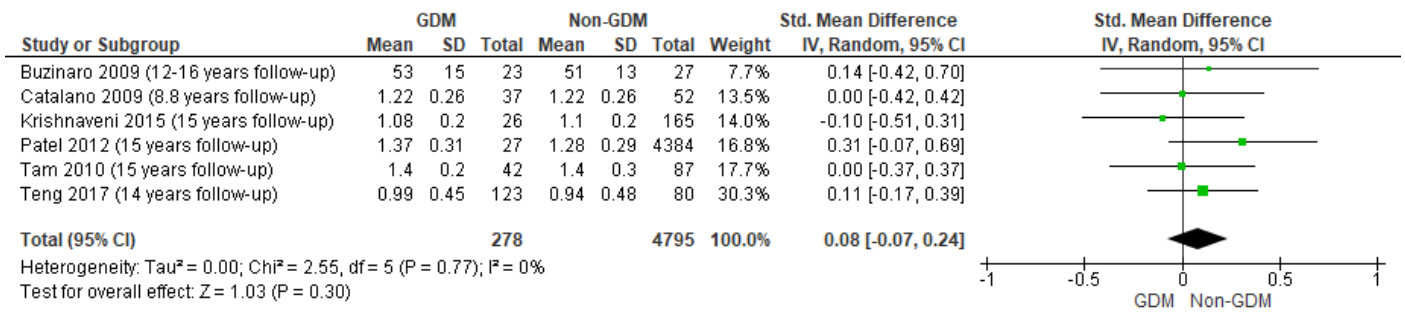 GDM Non-GDM Std. Mean Difference Std. Mean Difference
Study or Subgroup Mean SD Total Mean SD Total Weight IV, Random, 95% CI IV, Random, 95% CI
Buzinaro 2009 (12-16 years follow-up) 53 15 23 51 13 27 7.7% 0.14 [-0.42, 0.70]
Catalano 2009 (8.8 years follow-up) 1.22 0.26 37 1.22 0.26 52 13.5% 0.00 [-0.42, 0.42]
Krishnaveni 2015 (15 years follow-up) 1.08 0.2 26 1.1 0.2 165 14.0% -0.10 [-0.51, 0.31]
Patel 2012 (15 years follow-up) 1.37 0.31 27 1.28 0.29 4384 16.8% 0.31 [-0.07, 0.69]
Tam 2010 (15 years follow-up) 1.4 0.2 42 1.4 0.3 87 17.7% 0.00 [-0.37, 0.37]
Teng 2017 (14 years follow-up) 0.99 0.45 123 0.94 0.48 80 30.3% 0.11 [-0.17, 0.39]
Total (95% CI) 278 4795 100.0% 0.08 [-0.07, 0.24]
Heterogeneity: Tau² = 0.00; Chi² = 2.55, df = 5 (P = 0.77); I² = 0%
Test for overall effect: Z = 1.03 (P = 0.30)
-1 -0.5 0 0.5 1
GDM Non-GDM